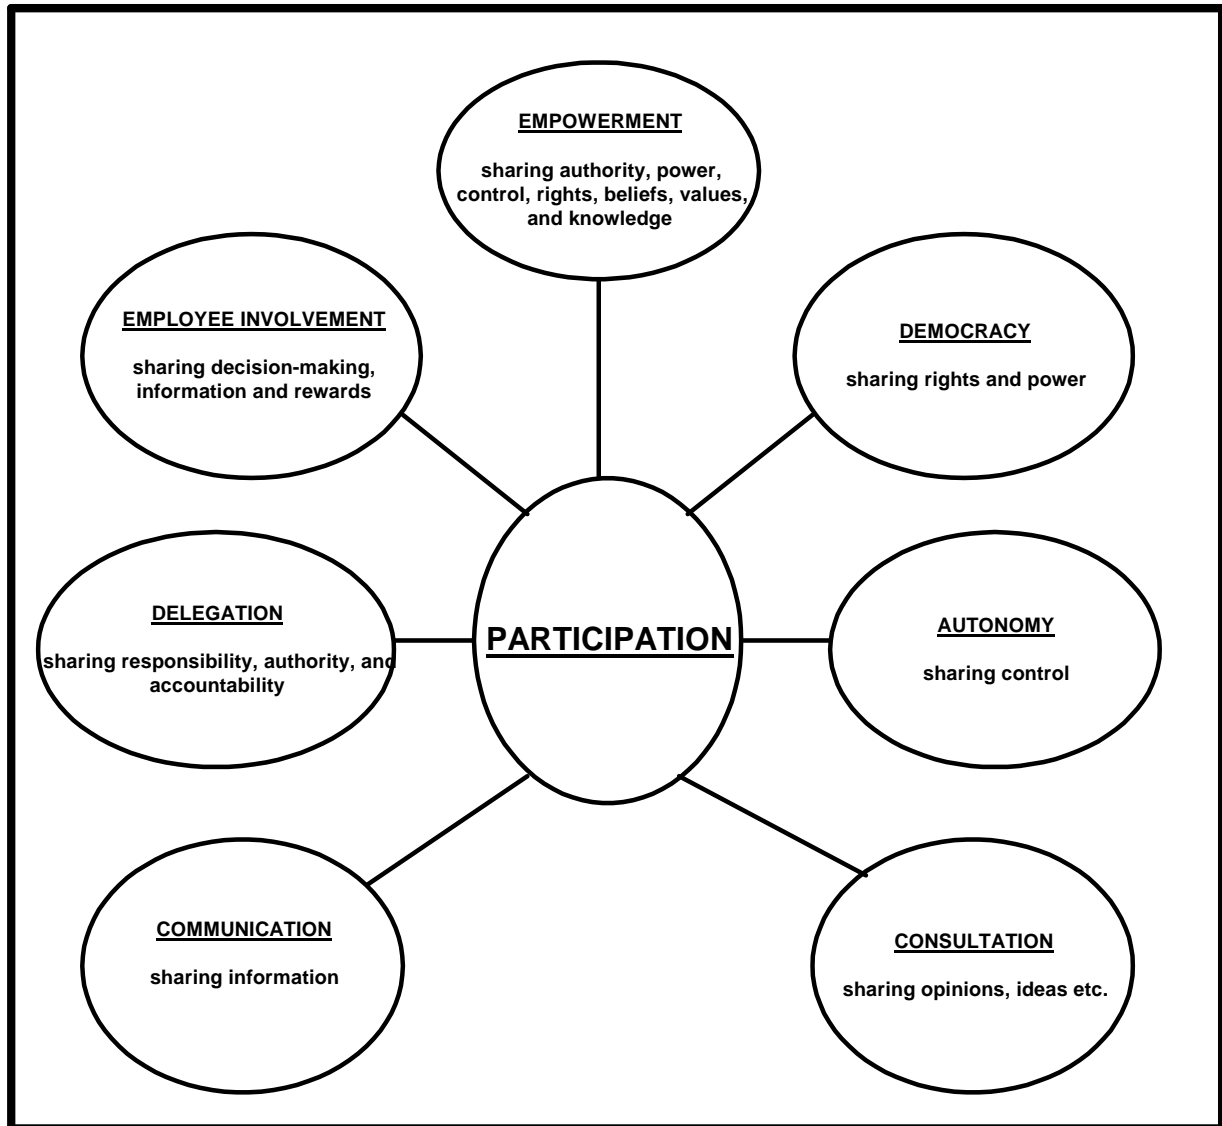 EMPOWERMENT
sharing authority, power,
control, rights, beliefs, values,
and knowledge
EMPLOYEE INVOLVEMENT
sharing decision-making,
information and rewards
DEMOCRACY
sharing rights and power
DELEGATION
sharing responsibility, authority, and
accountability
PARTICIPATION
AUTONOMY
sharing control
COMMUNICATION
sharing information
CONSULTATION
sharing opinions, ideas etc.